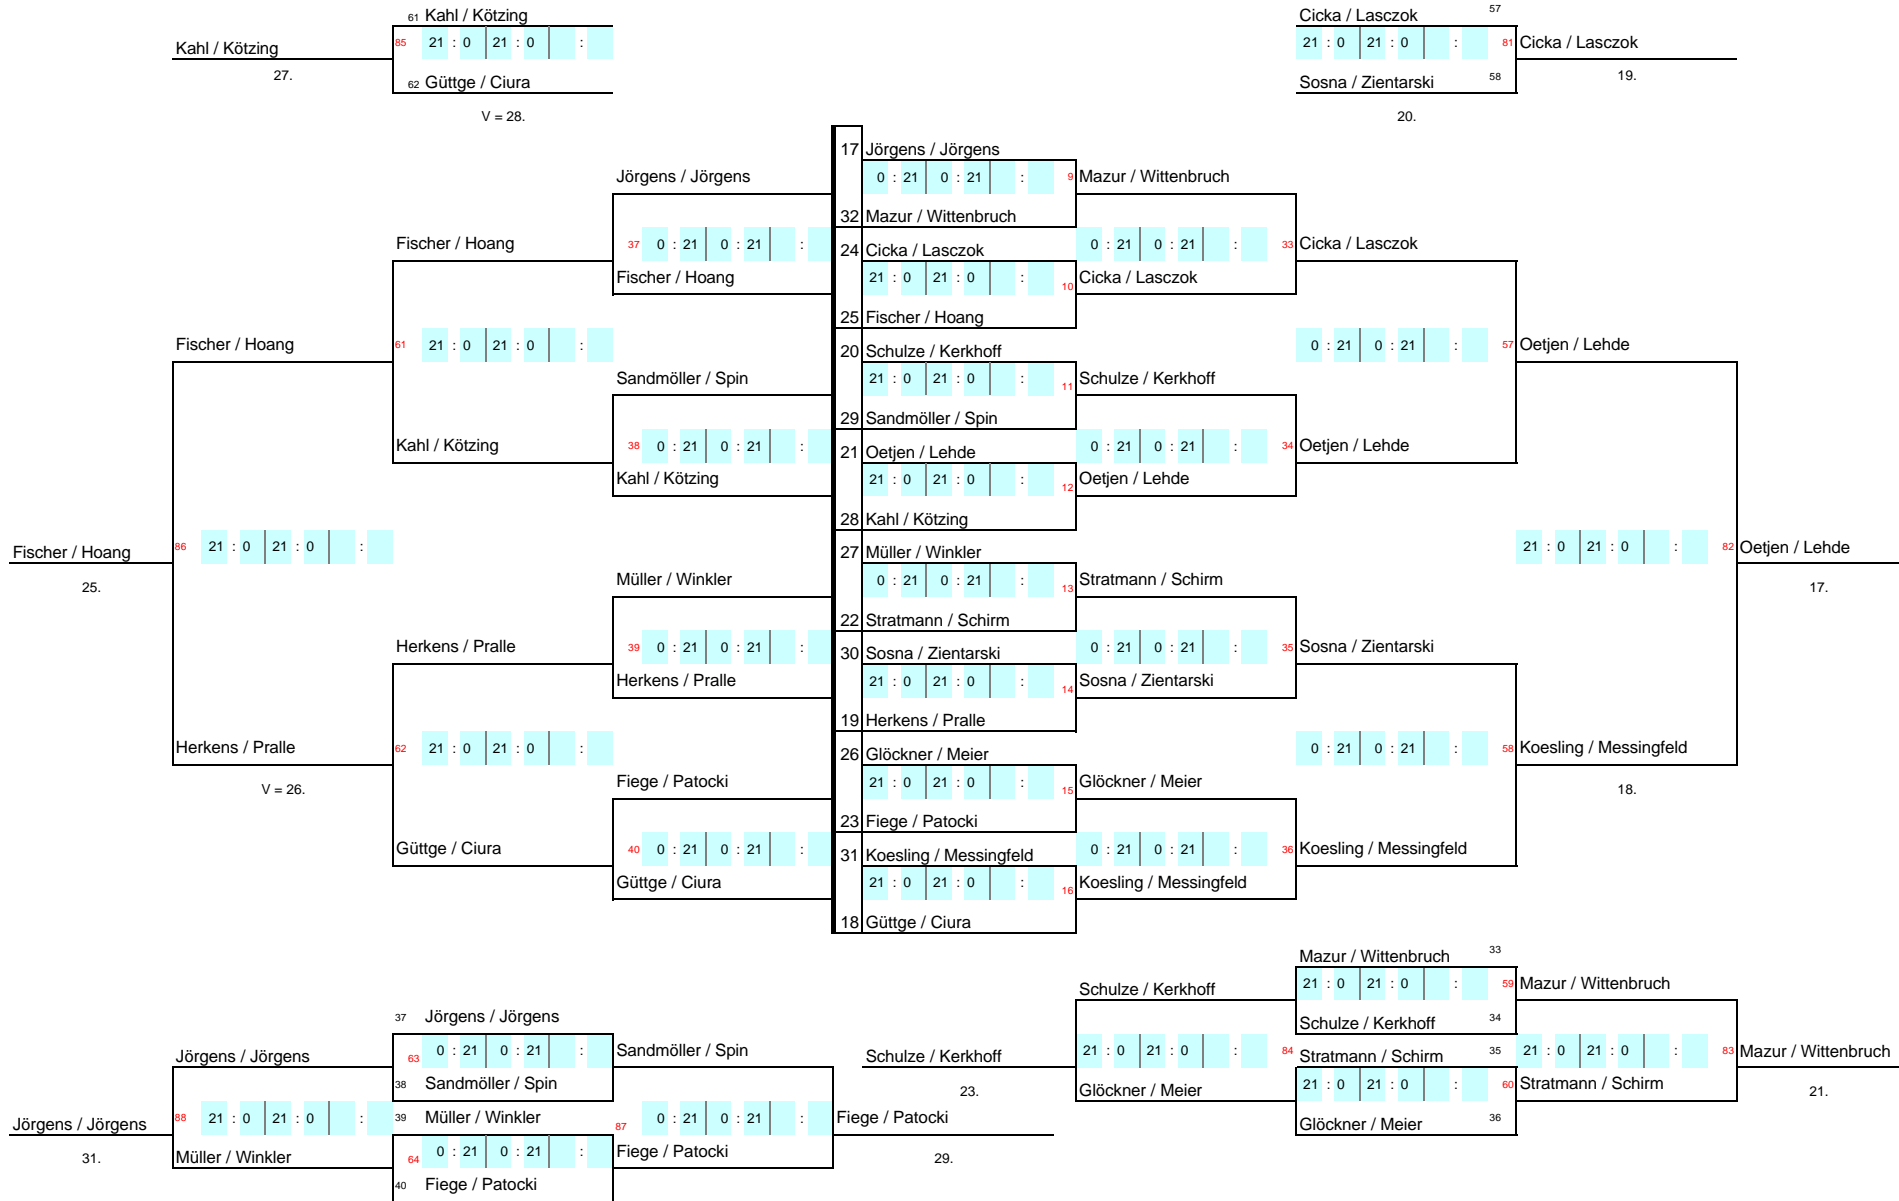 61 Kahl / Kötzing
Cicka / Lasczok 57
Kahl / Kötzing 85 21 : 0 21 : 0 :
21 : 0 21 : 0 : 81 Cicka / Lasczok
27.
62 Güttge / Ciura
Sosna / Zientarski 58
19.
V = 28.
20.
17 Jörgens / Jörgens
Jörgens / Jörgens
0 : 21 0 : 21 : 9 Mazur / Wittenbruch
32 Mazur / Wittenbruch
Fischer / Hoang 37 0 : 21 0 : 21 :
24 Cicka / Lasczok
0 : 21 0 : 21 : 33 Cicka / Lasczok
Fischer / Hoang
21 : 0 21 : 0 : 10 Cicka / Lasczok
25 Fischer / Hoang
Fischer / Hoang 61 21 : 0 21 : 0 :
20 Schulze / Kerkhoff
0 : 21 0 : 21 : 57 Oetjen / Lehde
Sandmöller / Spin
21 : 0 21 : 0 : 11 Schulze / Kerkhoff
29 Sandmöller / Spin
Kahl / Kötzing 38 0 : 21 0 : 21 :
21 Oetjen / Lehde
0 : 21 0 : 21 : 34 Oetjen / Lehde
Kahl / Kötzing
21 : 0 21 : 0 : 12 Oetjen / Lehde
28 Kahl / Kötzing
Fischer / Hoang 86 21 : 0 21 : 0 :
27 Müller / Winkler
21 : 0 21 : 0 : 82 Oetjen / Lehde
25.
Müller / Winkler
0 : 21 0 : 21 : 13 Stratmann / Schirm
17.
22 Stratmann / Schirm
Herkens / Pralle 39 0 : 21 0 : 21 :
30 Sosna / Zientarski
0 : 21 0 : 21 : 35 Sosna / Zientarski
Herkens / Pralle
21 : 0 21 : 0 : 14 Sosna / Zientarski
19 Herkens / Pralle
Herkens / Pralle 62 21 : 0 21 : 0 :
26 Glöckner / Meier
0 : 21 0 : 21 : 58 Koesling / Messingfeld
V = 26.
Fiege / Patocki
21 : 0 21 : 0 : 15 Glöckner / Meier
18.
23 Fiege / Patocki
Güttge / Ciura 40 0 : 21 0 : 21 :
31 Koesling / Messingfeld
0 : 21 0 : 21 : 36 Koesling / Messingfeld
Güttge / Ciura
21 : 0 21 : 0 : 16 Koesling / Messingfeld
18 Güttge / Ciura
Mazur / Wittenbruch 33
Schulze / Kerkhoff
21 : 0 21 : 0 : 59 Mazur / Wittenbruch
37 Jörgens / Jörgens
Schulze / Kerkhoff 34
Jörgens / Jörgens 63 0 : 21 0 : 21 : Sandmöller / Spin
Schulze / Kerkhoff 21 : 0 21 : 0 : 84 Stratmann / Schirm 35 21 : 0 21 : 0 : 83 Mazur / Wittenbruch
38 Sandmöller / Spin
23.
Glöckner / Meier
21 : 0 21 : 0 : 60 Stratmann / Schirm
21.
Jörgens / Jörgens 88 21 : 0 21 : 0 : 39 Müller / Winkler
87 0 : 21 0 : 21 : Fiege / Patocki
Glöckner / Meier 36
31.
Müller / Winkler 64 0 : 21 0 : 21 : Fiege / Patocki
29.
40 Fiege / Patocki